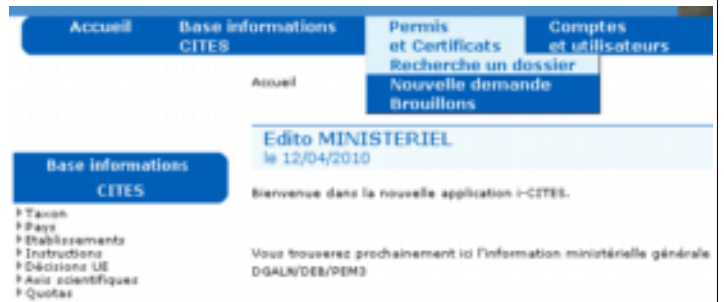 Accueil
Base informations
CITES
Permis
et Certificats
Comptes
et utilisateurs
Recherche un dossier
Nouvelle demande
Brouillons
Accueil
Edito MINISTERIEL
le 12/04/2010
Bienvenue dans la nouvelle application i-CITES.
Vous trouverez prochainement ici l'information ministérielle générale
DGALN/DEB/PEM3
Base informations
CITES
Taxon
Pays
Etablissements
Instructions
Décisions UE
Avis scientifiques
Quotas